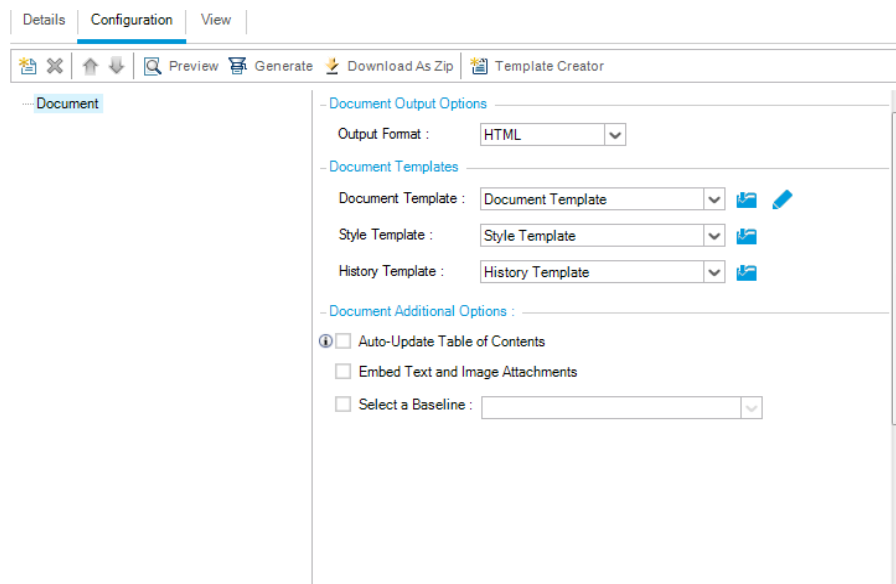 Details Configuration View
Preview Generate Download As Zip Template Creator
Document
Document Output Options
Output Format : HTML
Document Templates
Document Template : Document Template
Style Template : Style Template
History Template : History Template
Document Additional Options :
Auto-Update Table of Contents
Embed Text and Image Attachments
Select a Baseline :